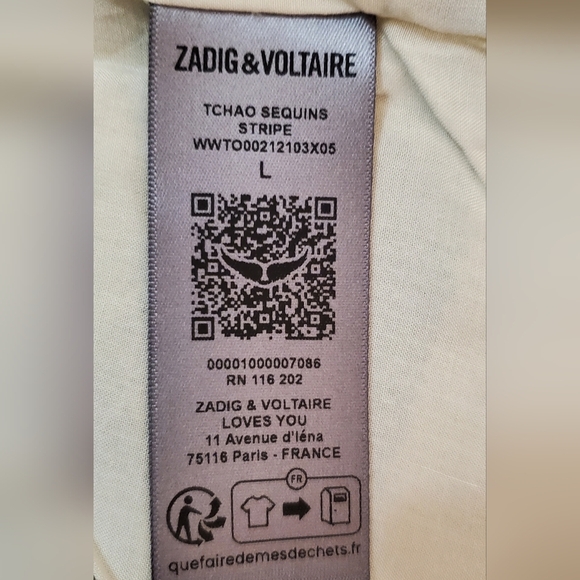 ZADIG & VOLTAIRE
TCHAO SEQUINS
STRIPE
WWTO00212103X05
L
00001000007086
RN 116 202
ZADIG & VOLTAIRE
LOVES YOU
11 Avenue d'Iéna
75116 Paris - FRANCE
FR
quefairedemesdechets.fr